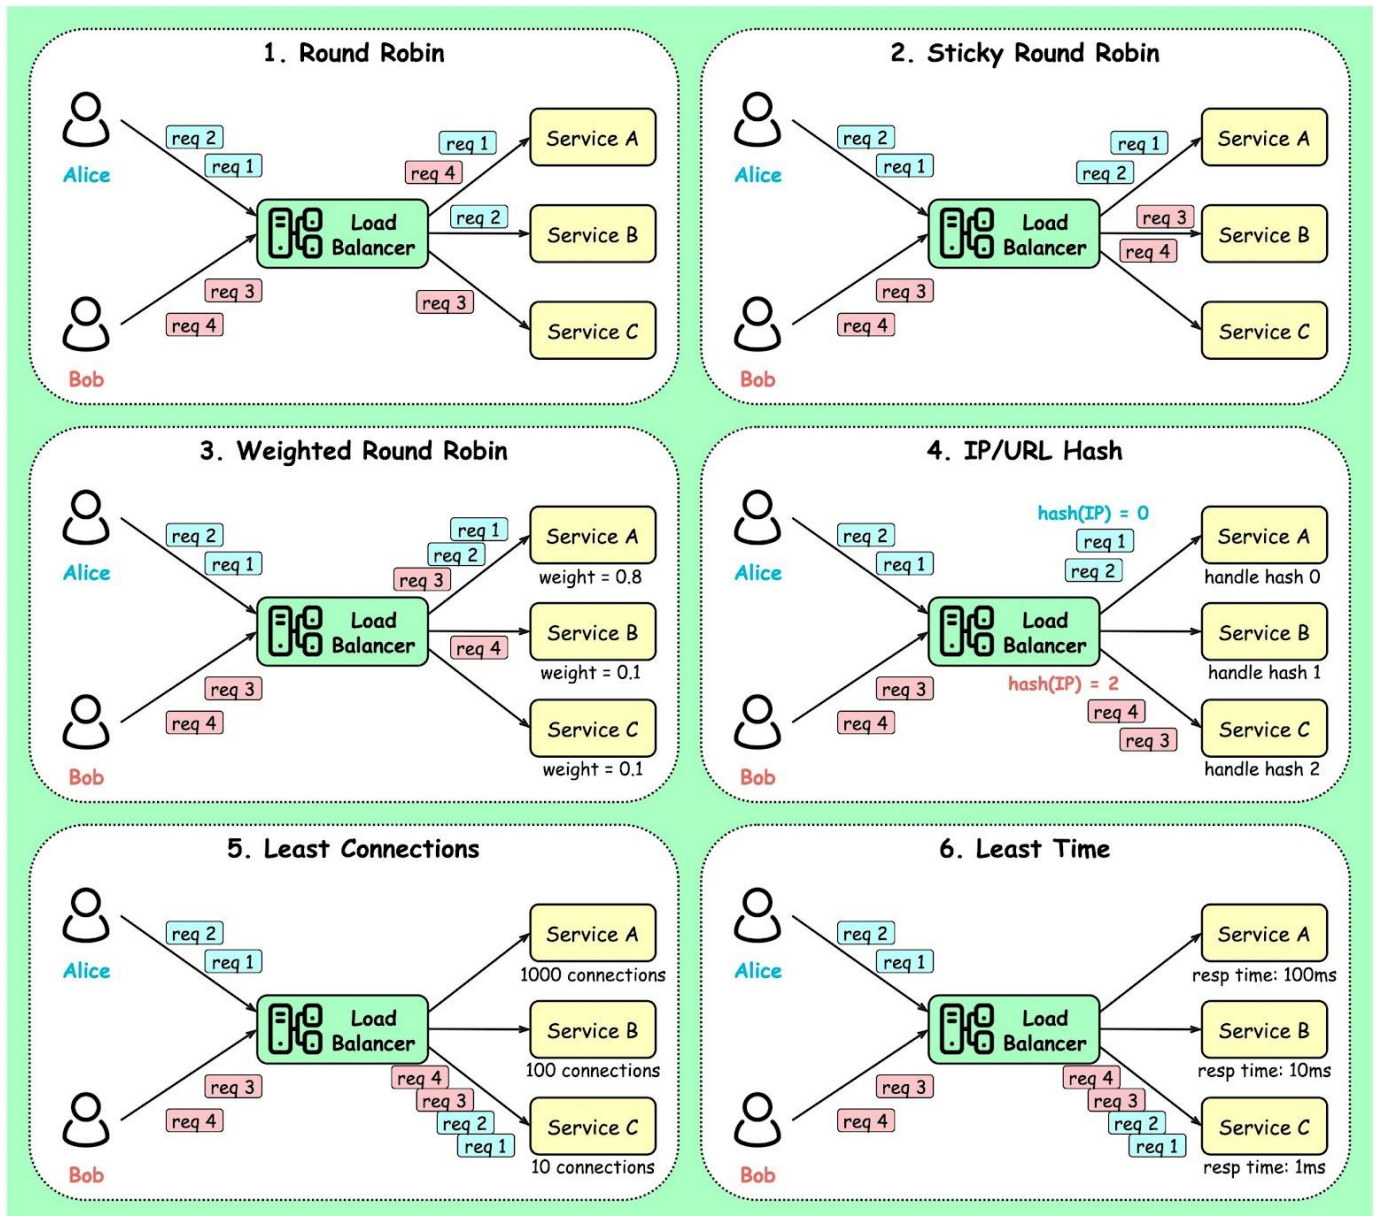 1. Round Robin
Alice
req 2
req 1
Bob
req 3
req 4
Load
Balancer
req 1
req 4
req 2
req 3
Service A
Service B
Service C
2. Sticky Round Robin
Alice
req 2
req 1
Bob
req 3
req 4
Load
Balancer
req 1
req 2
req 3
req 4
Service A
Service B
Service C
3. Weighted Round Robin
Alice
req 2
req 1
Bob
req 3
req 4
Load
Balancer
req 1
req 2
req 3
req 4
Service A
weight = 0.8
Service B
weight = 0.1
Service C
weight = 0.1
4. IP/URL Hash
Alice
req 2
req 1
Bob
req 3
req 4
Load
Balancer
hash(IP) = 0
req 1
req 2
hash(IP) = 2
req 4
req 3
Service A
handle hash 0
Service B
handle hash 1
Service C
handle hash 2
5. Least Connections
Alice
req 2
req 1
Bob
req 3
req 4
Load
Balancer
req 4
req 3
req 2
req 1
Service A
1000 connections
Service B
100 connections
Service C
10 connections
6. Least Time
Alice
req 2
req 1
Bob
req 3
req 4
Load
Balancer
req 4
req 3
req 2
req 1
Service A
resp time: 100ms
Service B
resp time: 10ms
Service C
resp time: 1ms